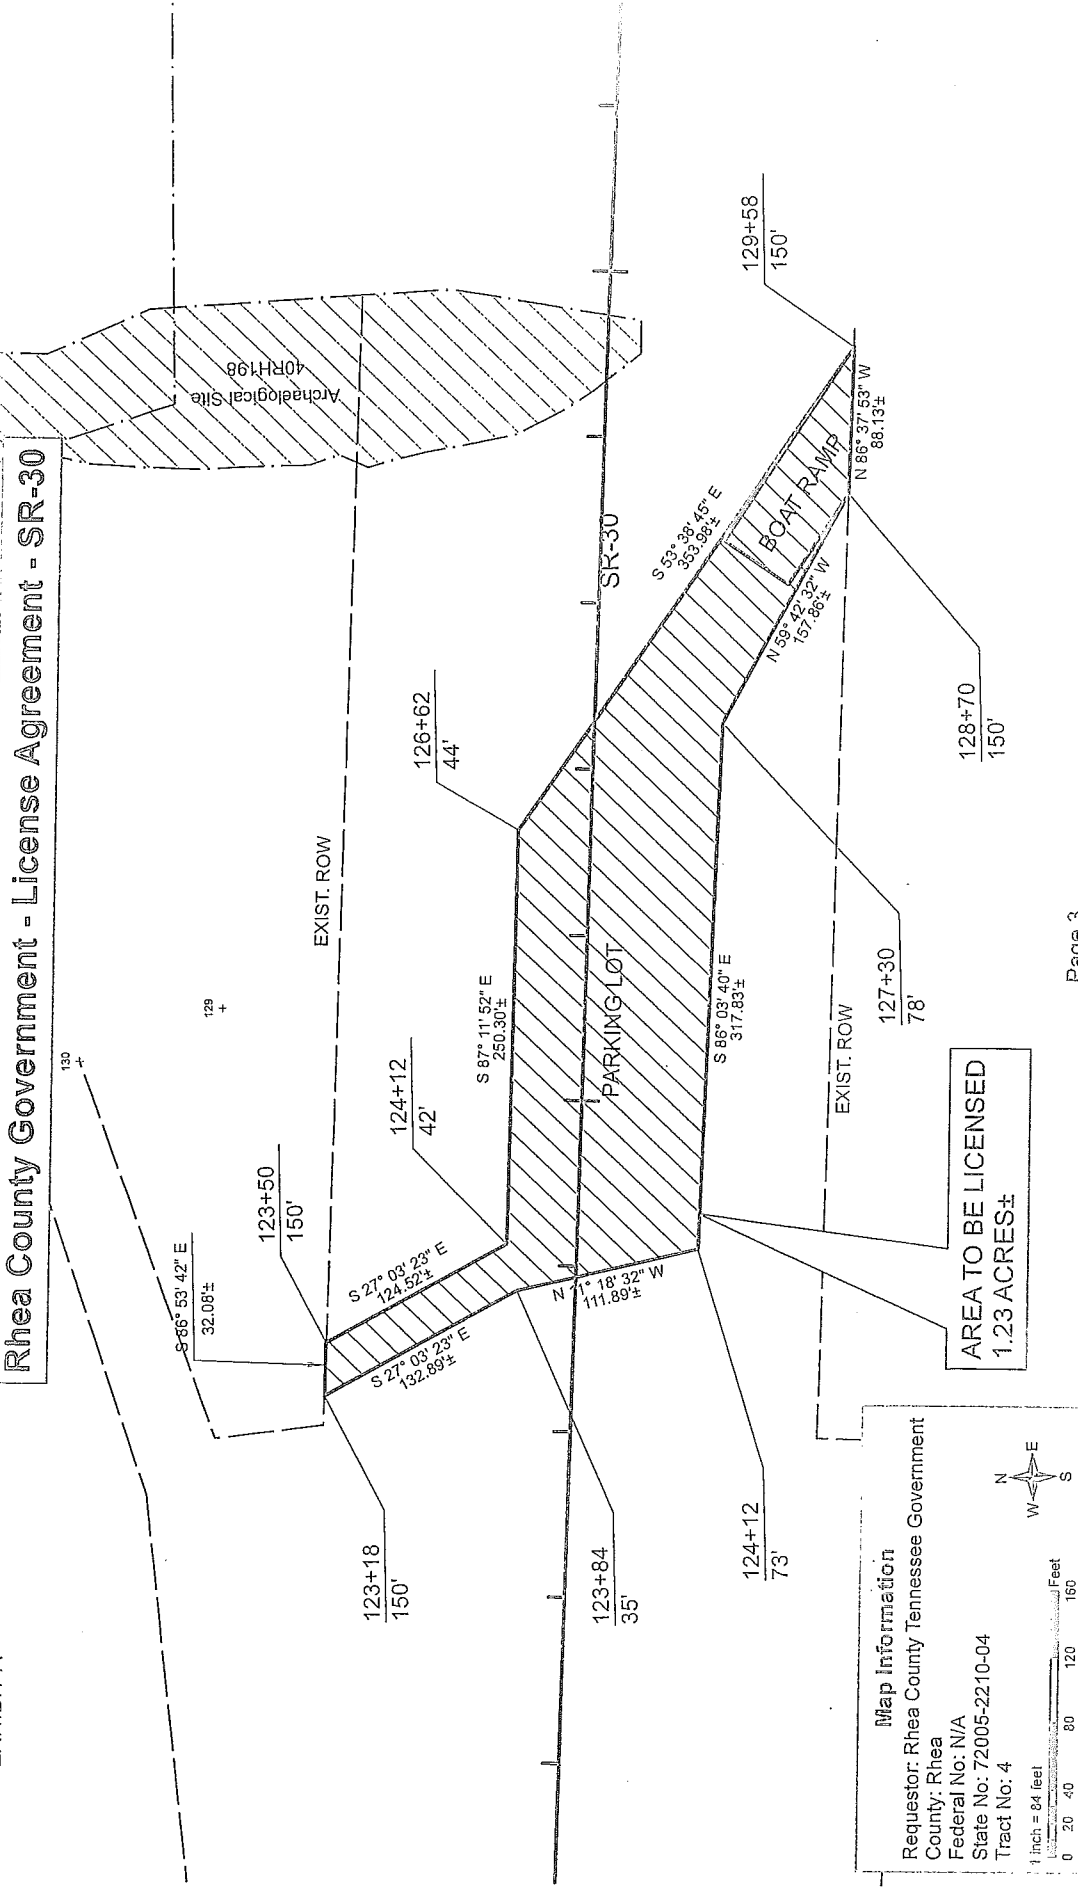 Rhea County Government - License Agreement - SR-30
130
129
Archaelogical Site
40RH198
S 86° 53' 42" E
32.08'±
123+50
150'
EXIST. ROW
123+18
150'
S 27° 03' 23" E
124.52'±
S 27° 03' 23" E
132.89'±
124+12
42'
126+62
44'
S 87° 11' 52" E
250.30'±
129+58
150'
S 53° 38' 45" E
353.98'±
SR-30
PARKING LOT
BOAT RAMP
N 86° 37' 53" W
88.13'±
N 59° 42' 32" W
157.86'±
111.89'±
123+84
35'
S 86° 03' 40" E
317.83'±
124+12
73'
127+30
78'
128+70
150'
EXIST. ROW
AREA TO BE LICENSED
1.23 ACRES±
Map Information
Requestor: Rhea County Tennessee Government
County: Rhea
Federal No: N/A
State No: 72005-2210-04
Tract No: 4
N
W E
S
1 inch = 84 feet
0 20 40 80 120 160 Feet
Page 3